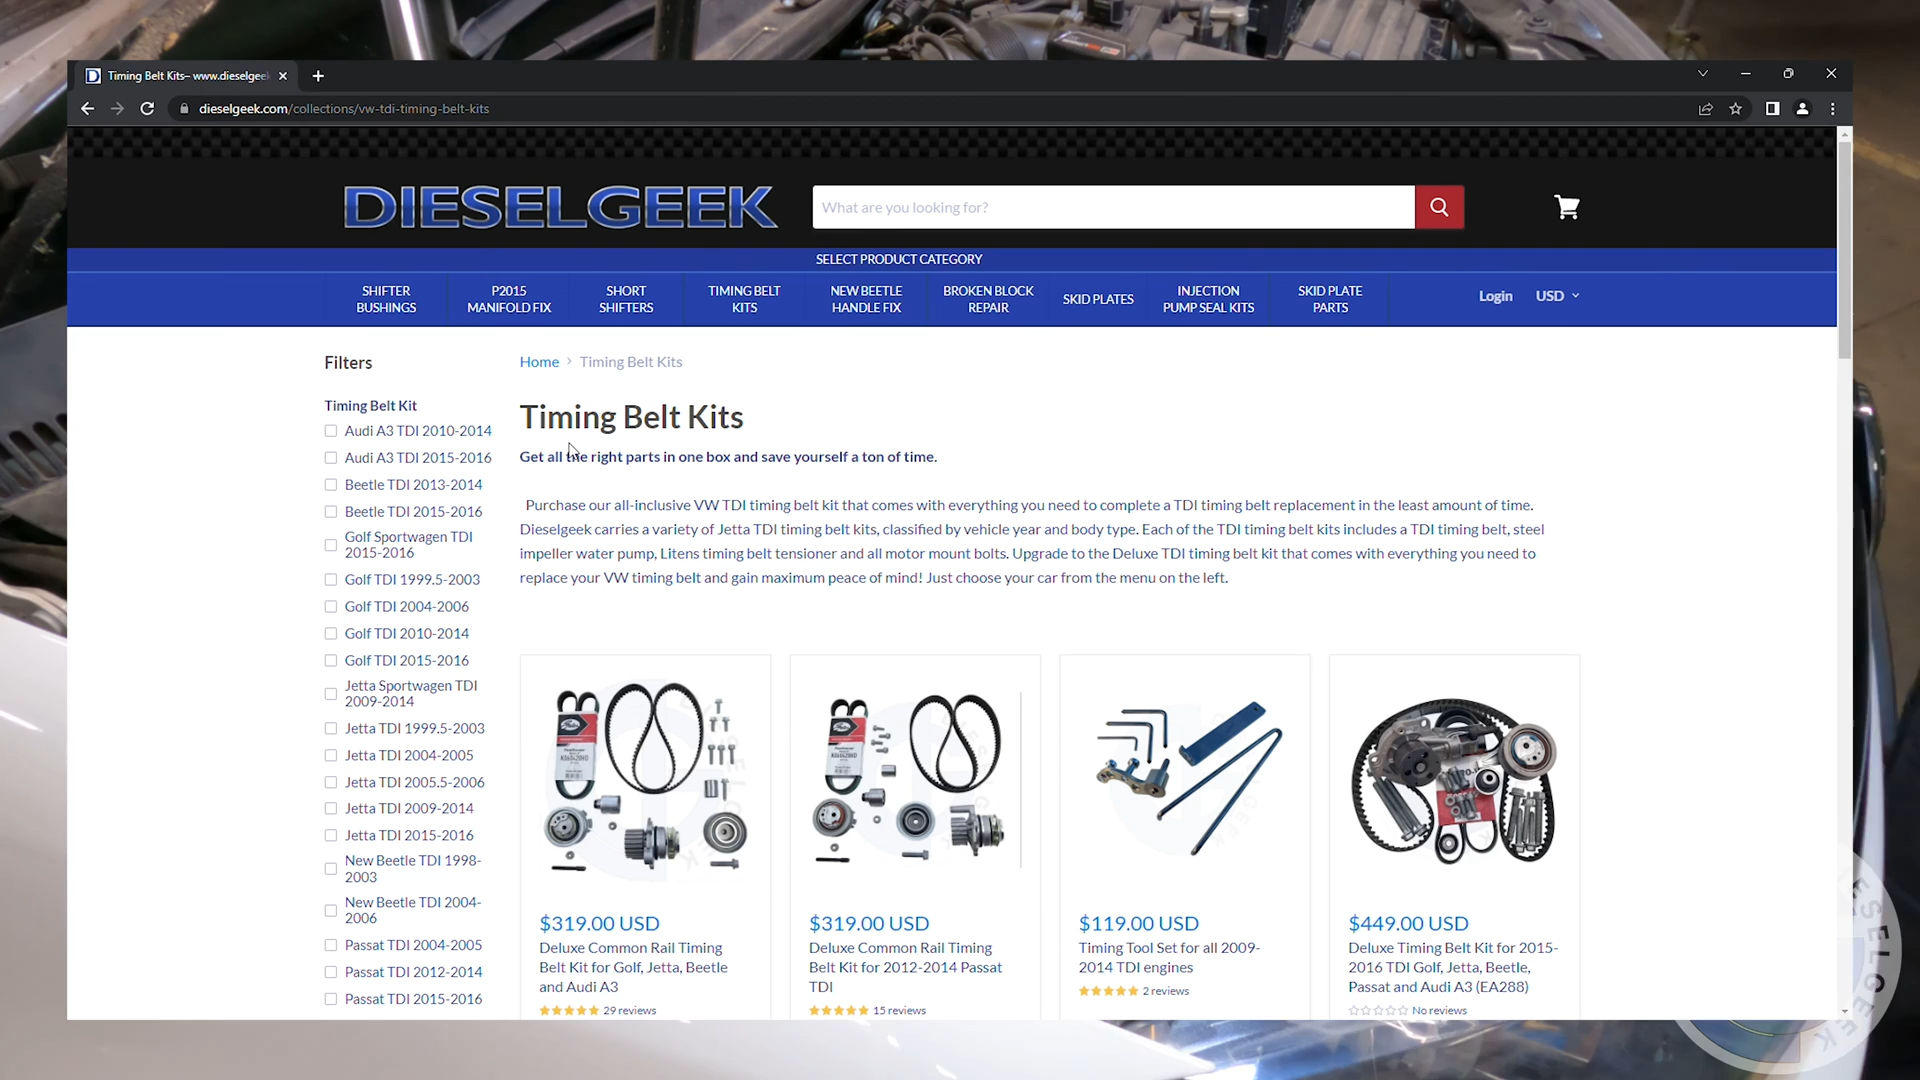 Timing Belt Kits– www.dieselgeek
dieselgeek.com/collections/vw-tdi-timing-belt-kits
DIESELGEEK
What are you looking for?
SELECT PRODUCT CATEGORY
SHIFTER
BUSHINGS
P2015
MANIFOLD FIX
SHORT
SHIFTERS
TIMING BELT
KITS
NEW BEETLE
HANDLE FIX
BROKEN BLOCK
REPAIR
SKID PLATES
INJECTION
PUMP SEAL KITS
SKID PLATE
PARTS
Login
USD
Filters
Timing Belt Kit
Audi A3 TDI 2010-2014
Audi A3 TDI 2015-2016
Beetle TDI 2013-2014
Beetle TDI 2015-2016
Golf Sportwagen TDI
2015-2016
Golf TDI 1999.5-2003
Golf TDI 2004-2006
Golf TDI 2010-2014
Golf TDI 2015-2016
Jetta Sportwagen TDI
2009-2014
Jetta TDI 1999.5-2003
Jetta TDI 2004-2005
Jetta TDI 2005.5-2006
Jetta TDI 2009-2014
Jetta TDI 2015-2016
New Beetle TDI 1998-
2003
New Beetle TDI 2004-
2006
Passat TDI 2004-2005
Passat TDI 2012-2014
Passat TDI 2015-2016
Home > Timing Belt Kits
Timing Belt Kits
Get all the right parts in one box and save yourself a ton of time.
Purchase our all-inclusive VW TDI timing belt kit that comes with everything you need to complete a TDI timing belt replacement in the least amount of time.
Dieselgeek carries a variety of Jetta TDI timing belt kits, classified by vehicle year and body type. Each of the TDI timing belt kits includes a TDI timing belt, steel
impeller water pump, Litens timing belt tensioner and all motor mount bolts. Upgrade to the Deluxe TDI timing belt kit that comes with everything you need to
replace your VW timing belt and gain maximum peace of mind! Just choose your car from the menu on the left.
$319.00 USD
Deluxe Common Rail Timing
Belt Kit for Golf, Jetta, Beetle
and Audi A3
29 reviews
$319.00 USD
Deluxe Common Rail Timing
Belt Kit for 2012-2014 Passat
TDI
15 reviews
$119.00 USD
Timing Tool Set for all 2009-
2014 TDI engines
2 reviews
$449.00 USD
Deluxe Timing Belt Kit for 2015-
2016 TDI Golf, Jetta, Beetle,
Passat and Audi A3 (EA288)
No reviews